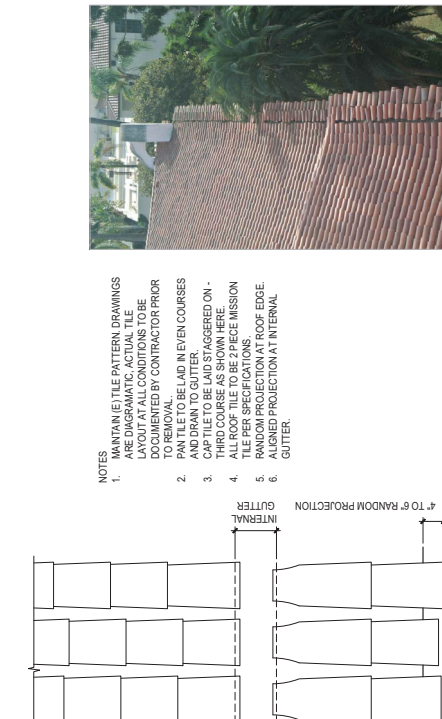 NOTES
1. MAINTAIN (E) TILE PATTERN. DRAWINGS
ARE DIAGRAMATIC, ACTUAL TILE
LAYOUT AT ALL CONDITIONS TO BE
DOCUMENTED BY CONTRACTOR PRIOR
TO REMOVAL.
2. PAN TILE TO BE LAID IN EVEN COURSES
AND DRAIN TO GUTTER.
3. CAP TILE TO BE LAID STAGGERED ON -
THIRD COURSE AS SHOWN HERE.
4. ALL ROOF TILE TO BE 2 PIECE MISSION
TILE PER SPECIFICATIONS.
5. RANDOM PROJECTION AT ROOF EDGE.
6. ALIGNED PROJECTION AT INTERNAL
GUTTER.
INTERNAL
GUTTER
4" TO 6" RANDOM PROJECTION